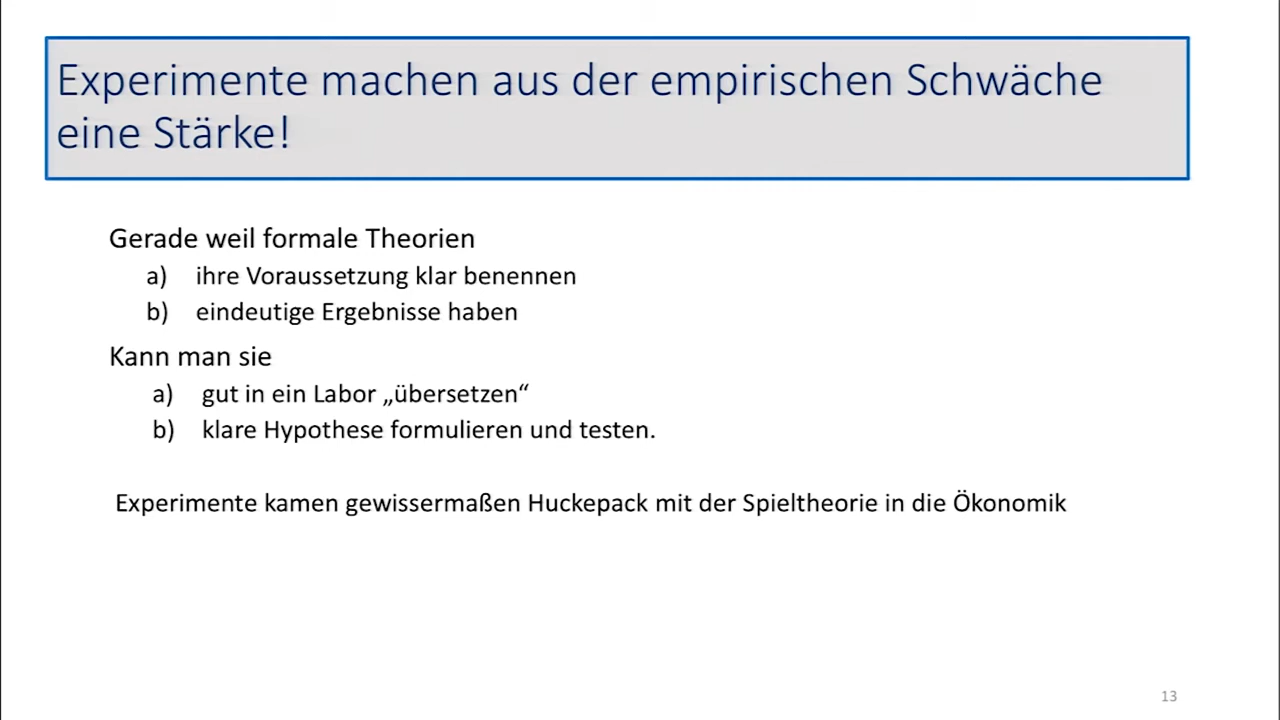 Experimente machen aus der empirischen Schwäche
eine Stärke!
Gerade weil formale Theorien
a) ihre Voraussetzung klar benennen
b) eindeutige Ergebnisse haben
Kann man sie
a) gut in ein Labor „übersetzen“
b) klare Hypothese formulieren und testen.
Experimente kamen gewissermaßen Huckepack mit der Spieltheorie in die Ökonomik
13